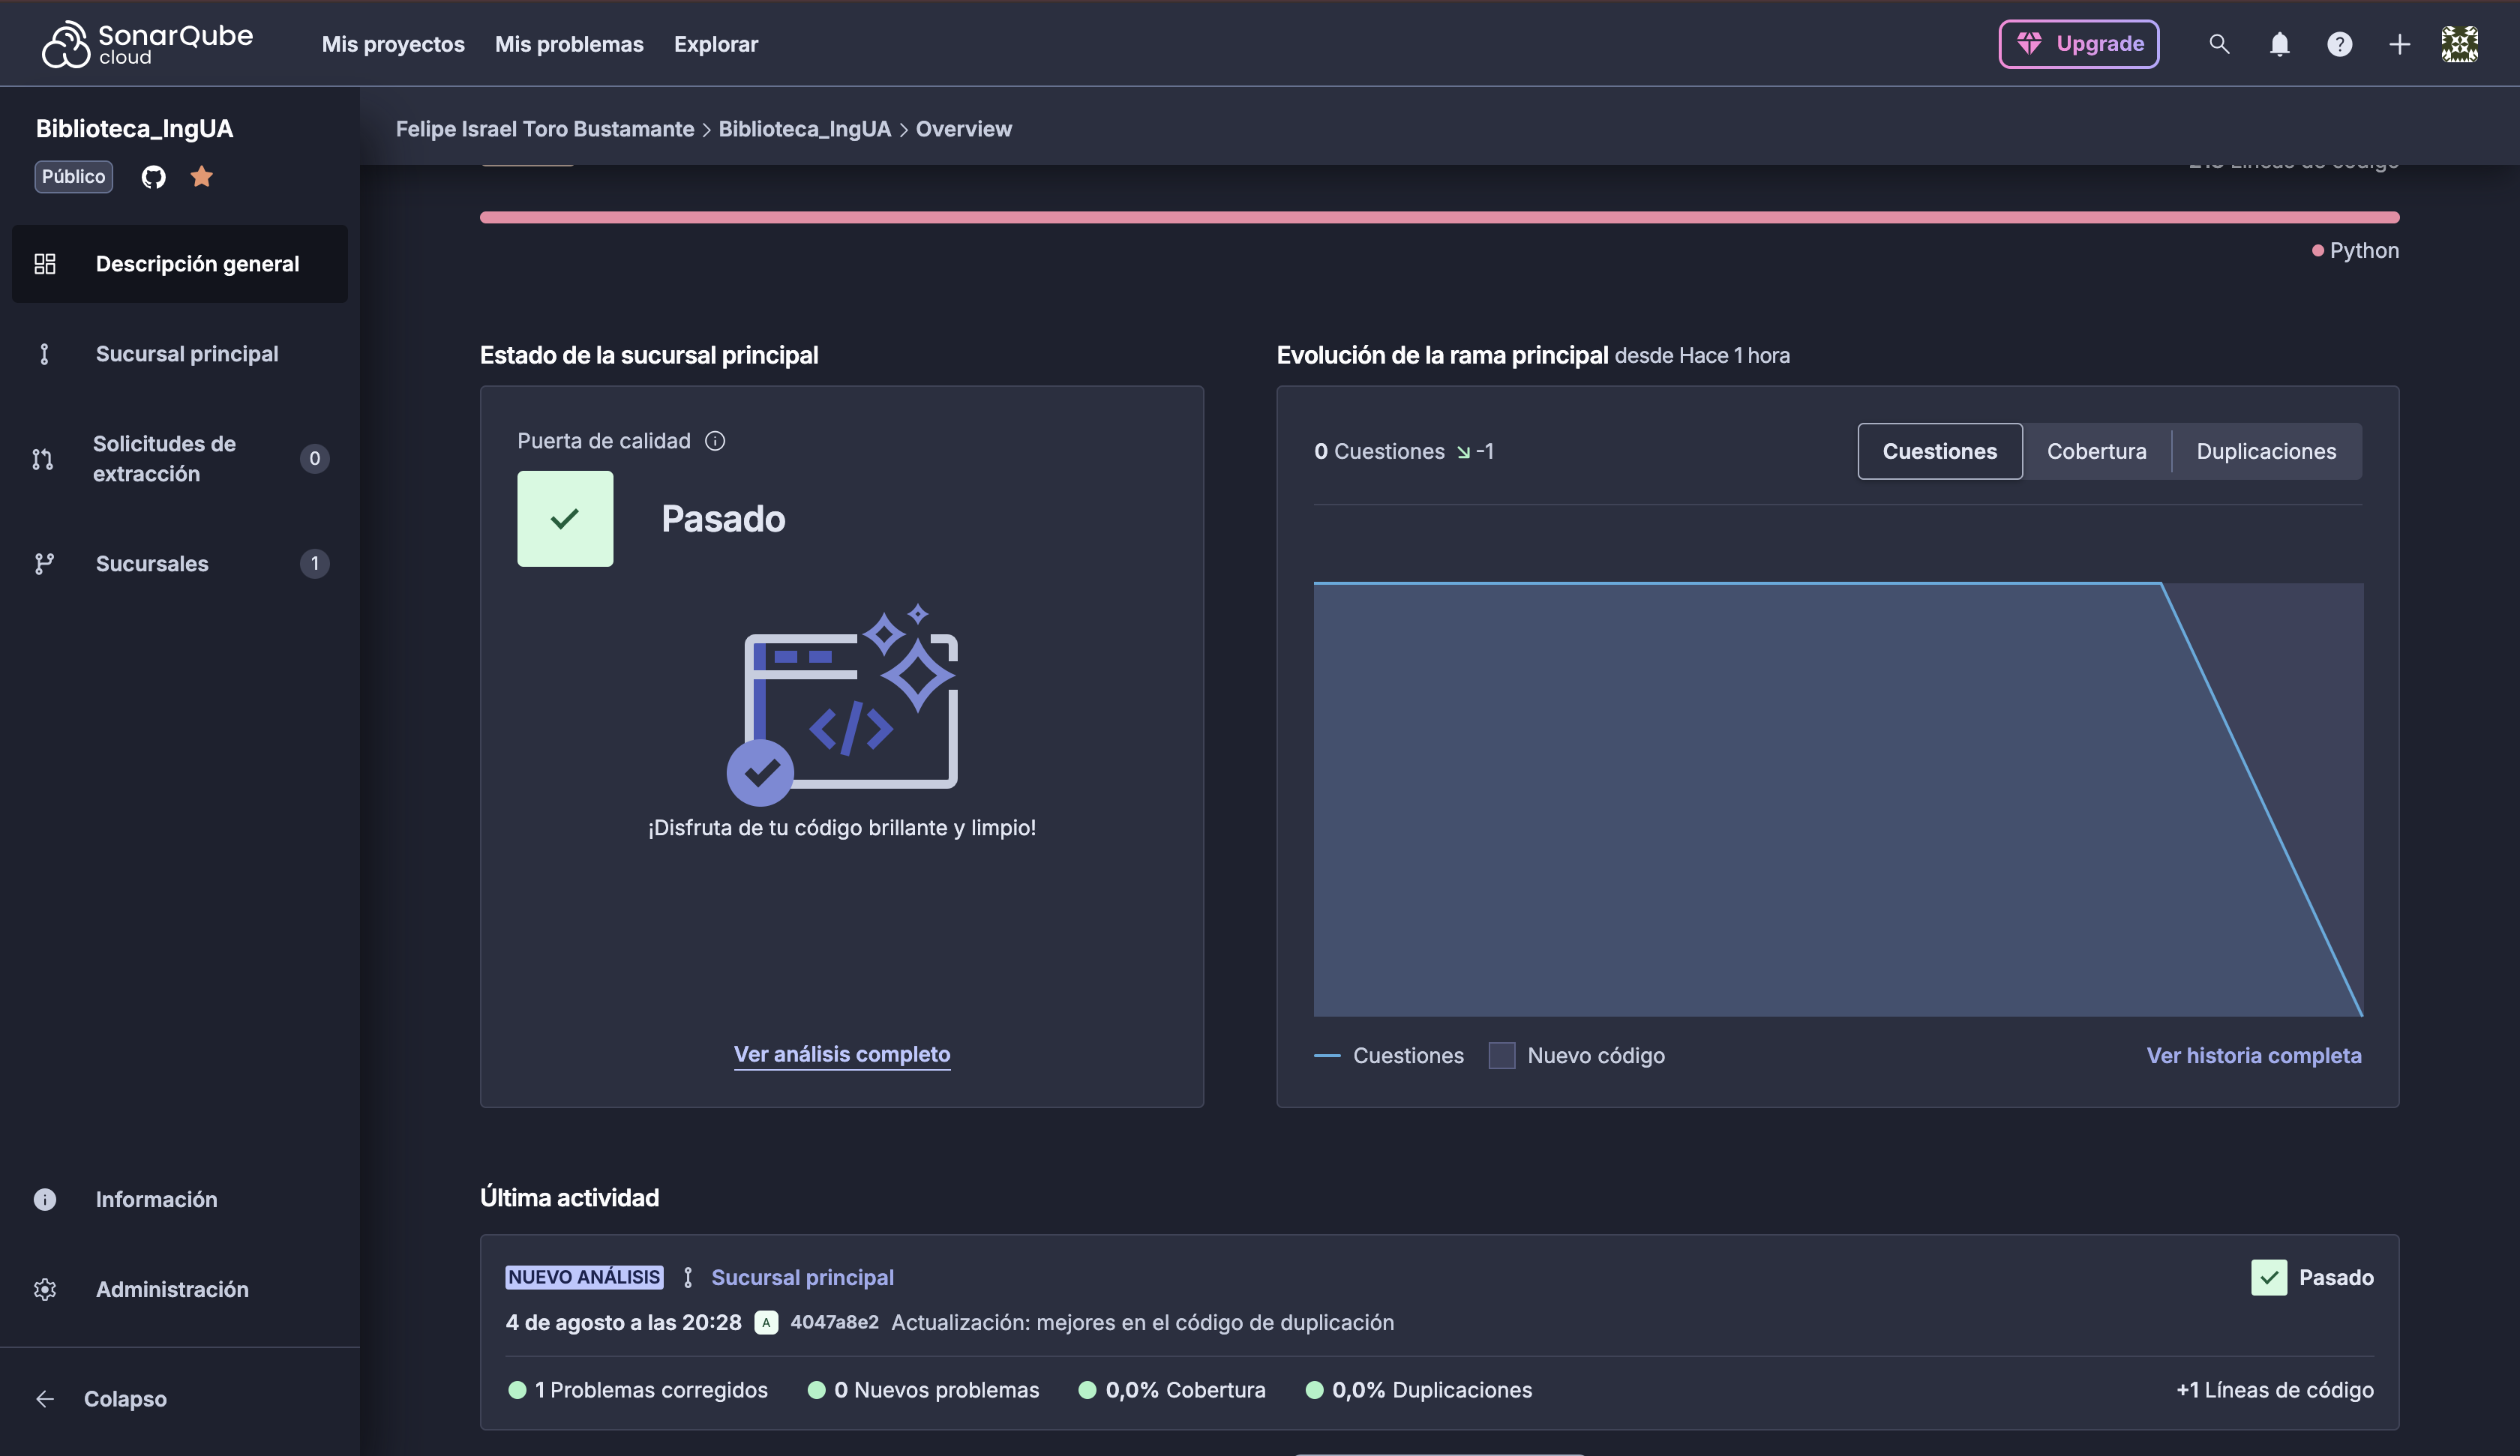 SonarQube cloud
Mis proyectos Mis problemas Explorar
Upgrade
Biblioteca_IngUA
Público
Descripción general
Sucursal principal
Solicitudes de extracción 0
Sucursales 1
Información
Administración
Colapso
Felipe Israel Toro Bustamante > Biblioteca_IngUA > Overview
Líneas de código
Python
Estado de la sucursal principal
Puerta de calidad
Pasado
¡Disfruta de tu código brillante y limpio!
Ver análisis completo
Evolución de la rama principal desde Hace 1 hora
0 Cuestiones -1
Cuestiones Cobertura Duplicaciones
Cuestiones Nuevo código
Ver historia completa
Última actividad
NUEVO ANÁLISIS Sucursal principal
Pasado
4 de agosto a las 20:28 A 4047a8e2 Actualización: mejores en el código de duplicación
1 Problemas corregidos 0 Nuevos problemas 0,0% Cobertura 0,0% Duplicaciones
+1 Líneas de código